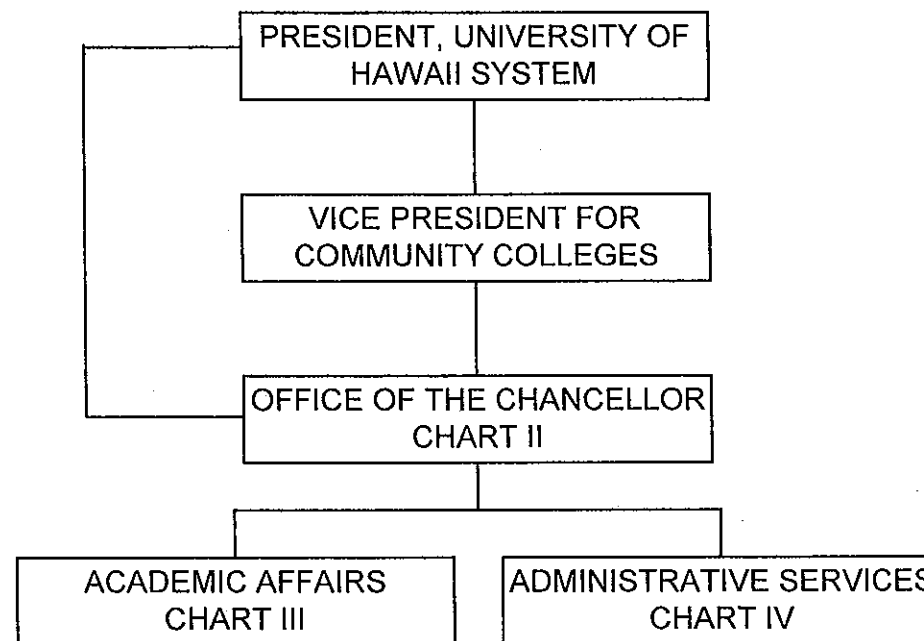 PRESIDENT, UNIVERSITY OF
HAWAII SYSTEM
VICE PRESIDENT FOR
COMMUNITY COLLEGES
OFFICE OF THE CHANCELLOR
CHART II
ACADEMIC AFFAIRS
CHART III
ADMINISTRATIVE SERVICES
CHART IV